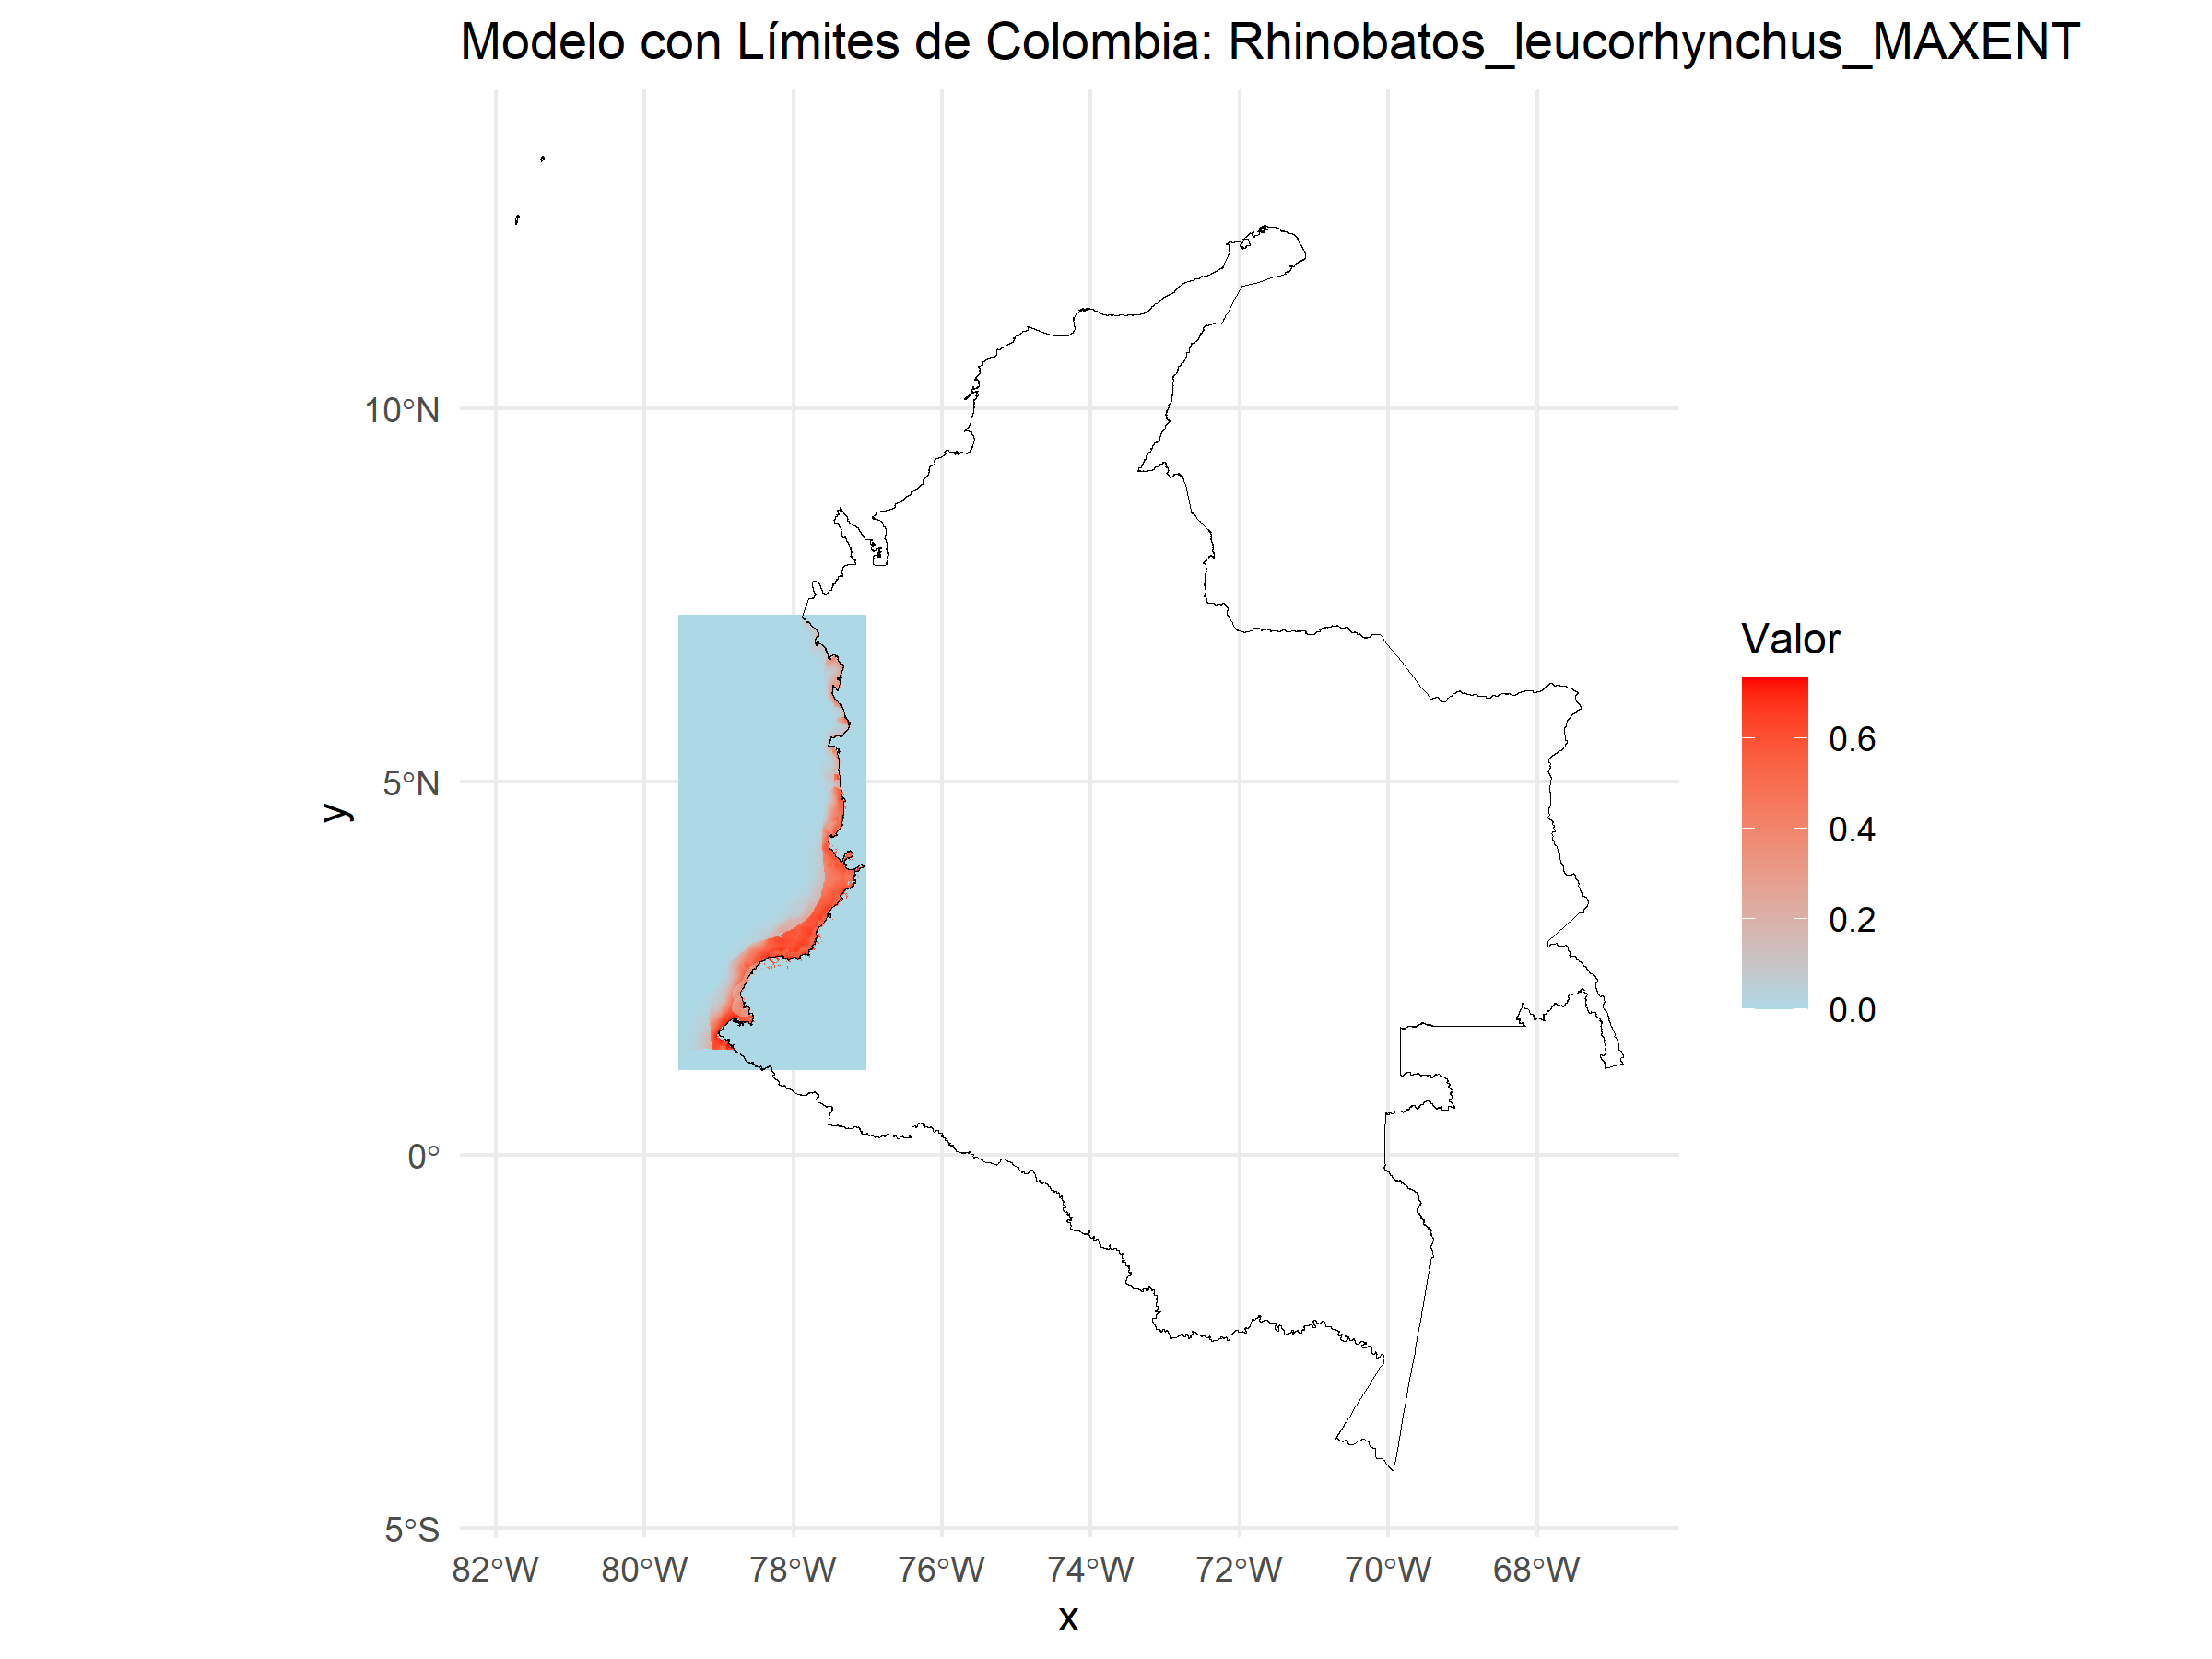 Modelo con Límites de Colombia: Rhinobatos_leucorhynchus_MAXENT
10°N
5°N
0°
5°S
y
82°W 80°W 78°W 76°W 74°W 72°W 70°W 68°W
x
Valor
0.6
0.4
0.2
0.0